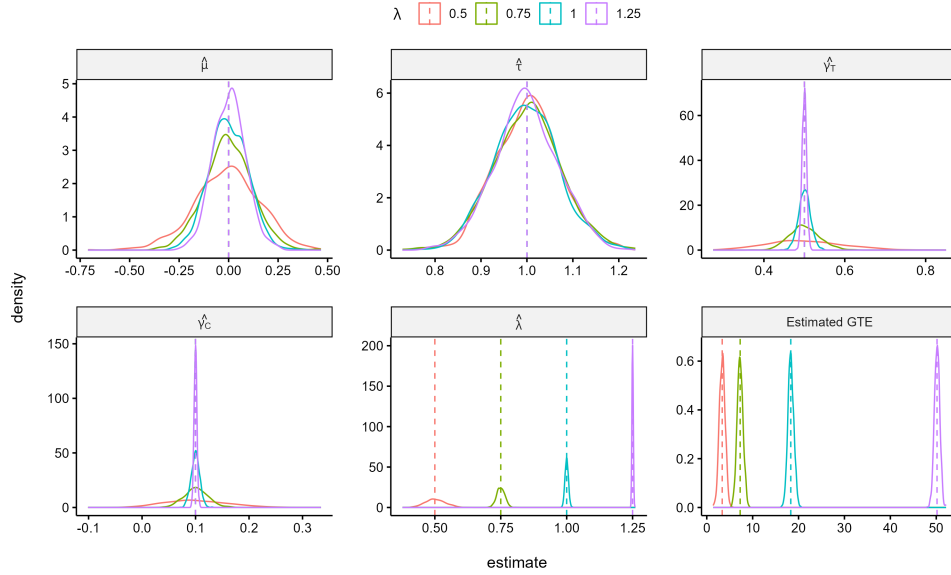 λ 0.5 0.75 1 1.25
μ̂ τ̂ γ̂T
5 4 3 2 1 0
-0.75 -0.50 -0.25 0.00 0.25 0.50
6 4 2 0
0.8 0.9 1.0 1.1 1.2
60 40 20 0
0.4 0.6 0.8
density
γ̂C λ̂ Estimated GTE
150 100 50 0
-0.1 0.0 0.1 0.2 0.3
200 150 100 50 0
0.50 0.75 1.00 1.25
0.6 0.4 0.2 0.0
0 10 20 30 40 50
estimate